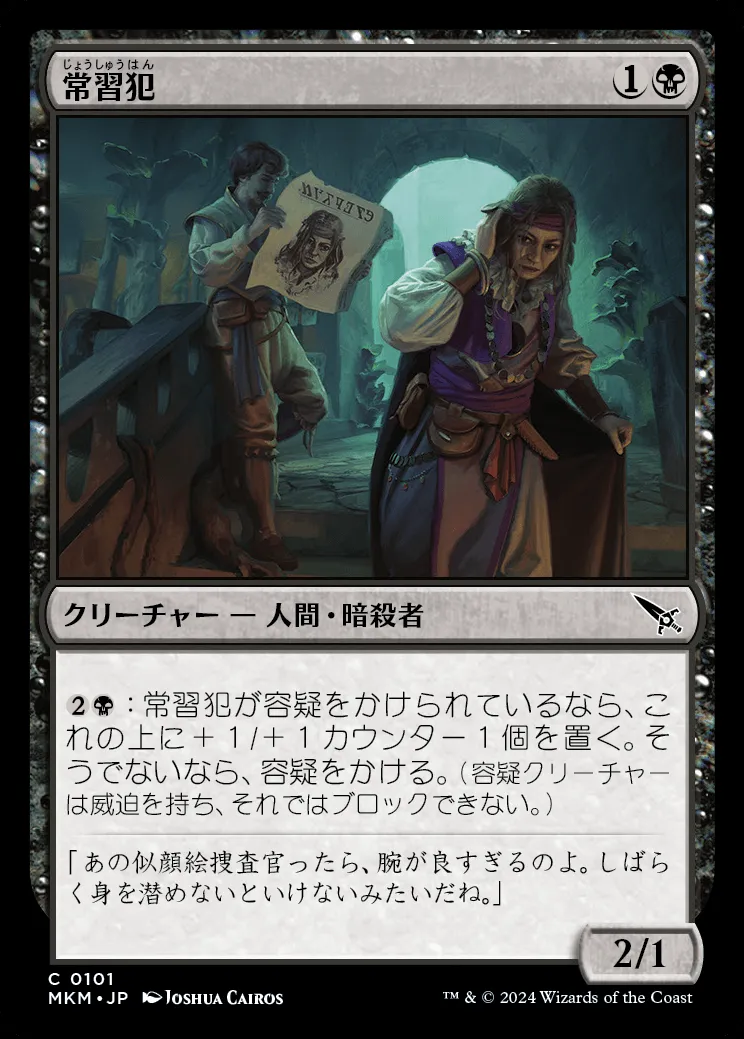 じょうしゅうはん
常習犯 1
クリーチャー — 人間・暗殺者
2：常習犯が容疑をかけられているなら、こ
れの上に＋１/＋１カウンター１個を置く。そ
うでないなら、容疑をかける。（容疑クリーチャー
は威迫を持ち、それではブロックできない。）
「あの似顔絵捜査官ったら、腕が良すぎるのよ。しばら
く身を潜めないといけないみたいだね。」
2/1
C 0101
MKM • JP Joshua Cairos
™ & © 2024 Wizards of the Coast